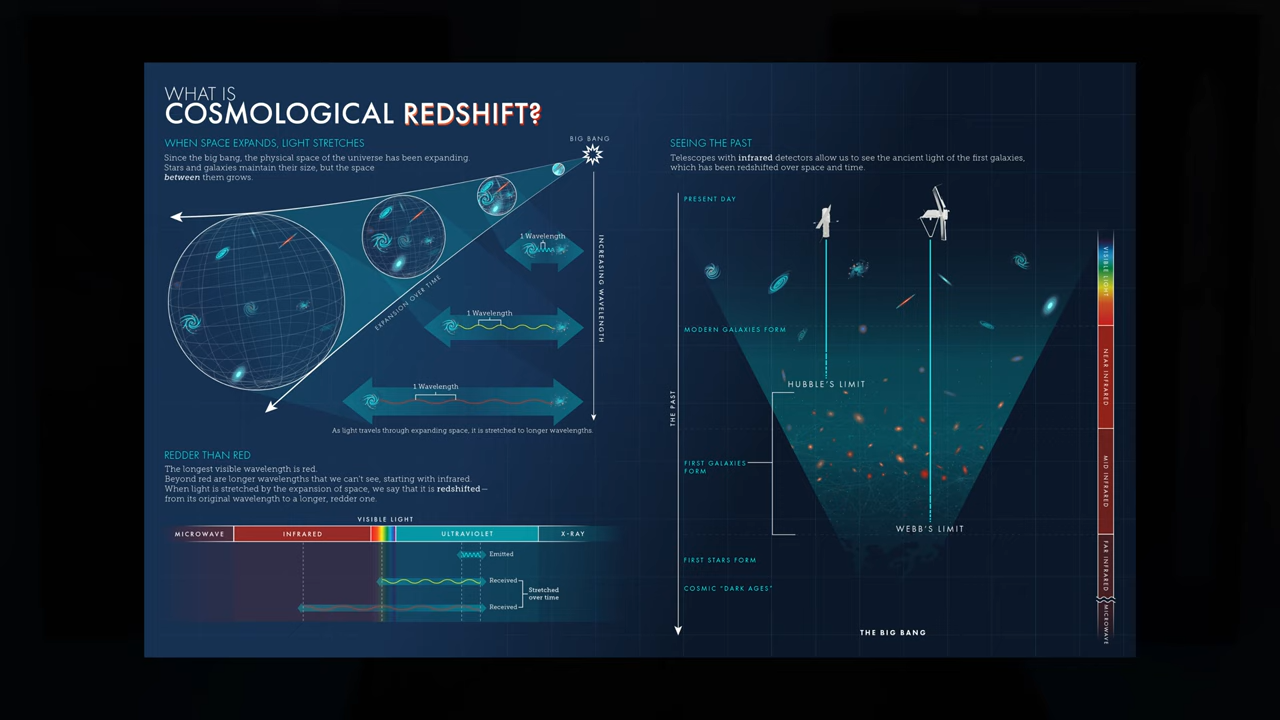 WHAT IS
COSMOLOGICAL REDSHIFT?
WHEN SPACE EXPANDS, LIGHT STRETCHES
Since the big bang, the physical space of the universe has been expanding.
Stars and galaxies maintain their size, but the space
between them grows.
BIG BANG
EXPANSION OVER TIME
INCREASING WAVELENGTH
1 Wavelength
1 Wavelength
1 Wavelength
As light travels through expanding space, it is stretched to longer wavelengths.
REDDER THAN RED
The longest visible wavelength is red.
Beyond red are longer wavelengths that we can't see, starting with infrared.
When light is stretched by the expansion of space, we say that it is redshifted—
from its original wavelength to a longer, redder one.
VISIBLE LIGHT
MICROWAVE
INFRARED
ULTRAVIOLET
X-RAY
Emitted
Received
Received
Stretched
over time
SEEING THE PAST
Telescopes with infrared detectors allow us to see the ancient light of the first galaxies,
which has been redshifted over space and time.
THE PAST
PRESENT DAY
MODERN GALAXIES FORM
HUBBLE'S LIMIT
FIRST GALAXIES
FORM
WEBB'S LIMIT
FIRST STARS FORM
COSMIC "DARK AGES"
THE BIG BANG
VISIBLE LIGHT
NEAR INFRARED
MID INFRARED
FAR INFRARED
MICROWAVE